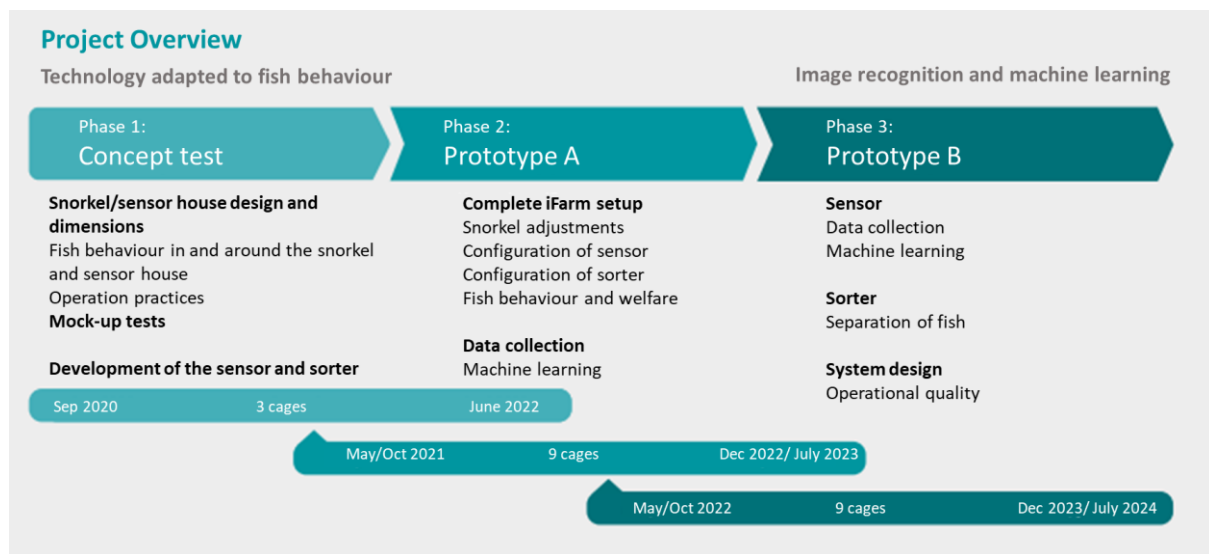 Project Overview
Technology adapted to fish behaviour
Image recognition and machine learning
Phase 1:
Concept test
Phase 2:
Prototype A
Phase 3:
Prototype B
Snorkel/sensor house design and
dimensions
Fish behaviour in and around the snorkel
and sensor house
Operation practices
Mock-up tests
Development of the sensor and sorter
Complete iFarm setup
Snorkel adjustments
Configuration of sensor
Configuration of sorter
Fish behaviour and welfare
Data collection
Machine learning
Sensor
Data collection
Machine learning
Sorter
Separation of fish
System design
Operational quality
Sep 2020 3 cages June 2022
May/Oct 2021 9 cages Dec 2022/ July 2023
May/Oct 2022 9 cages Dec 2023/ July 2024